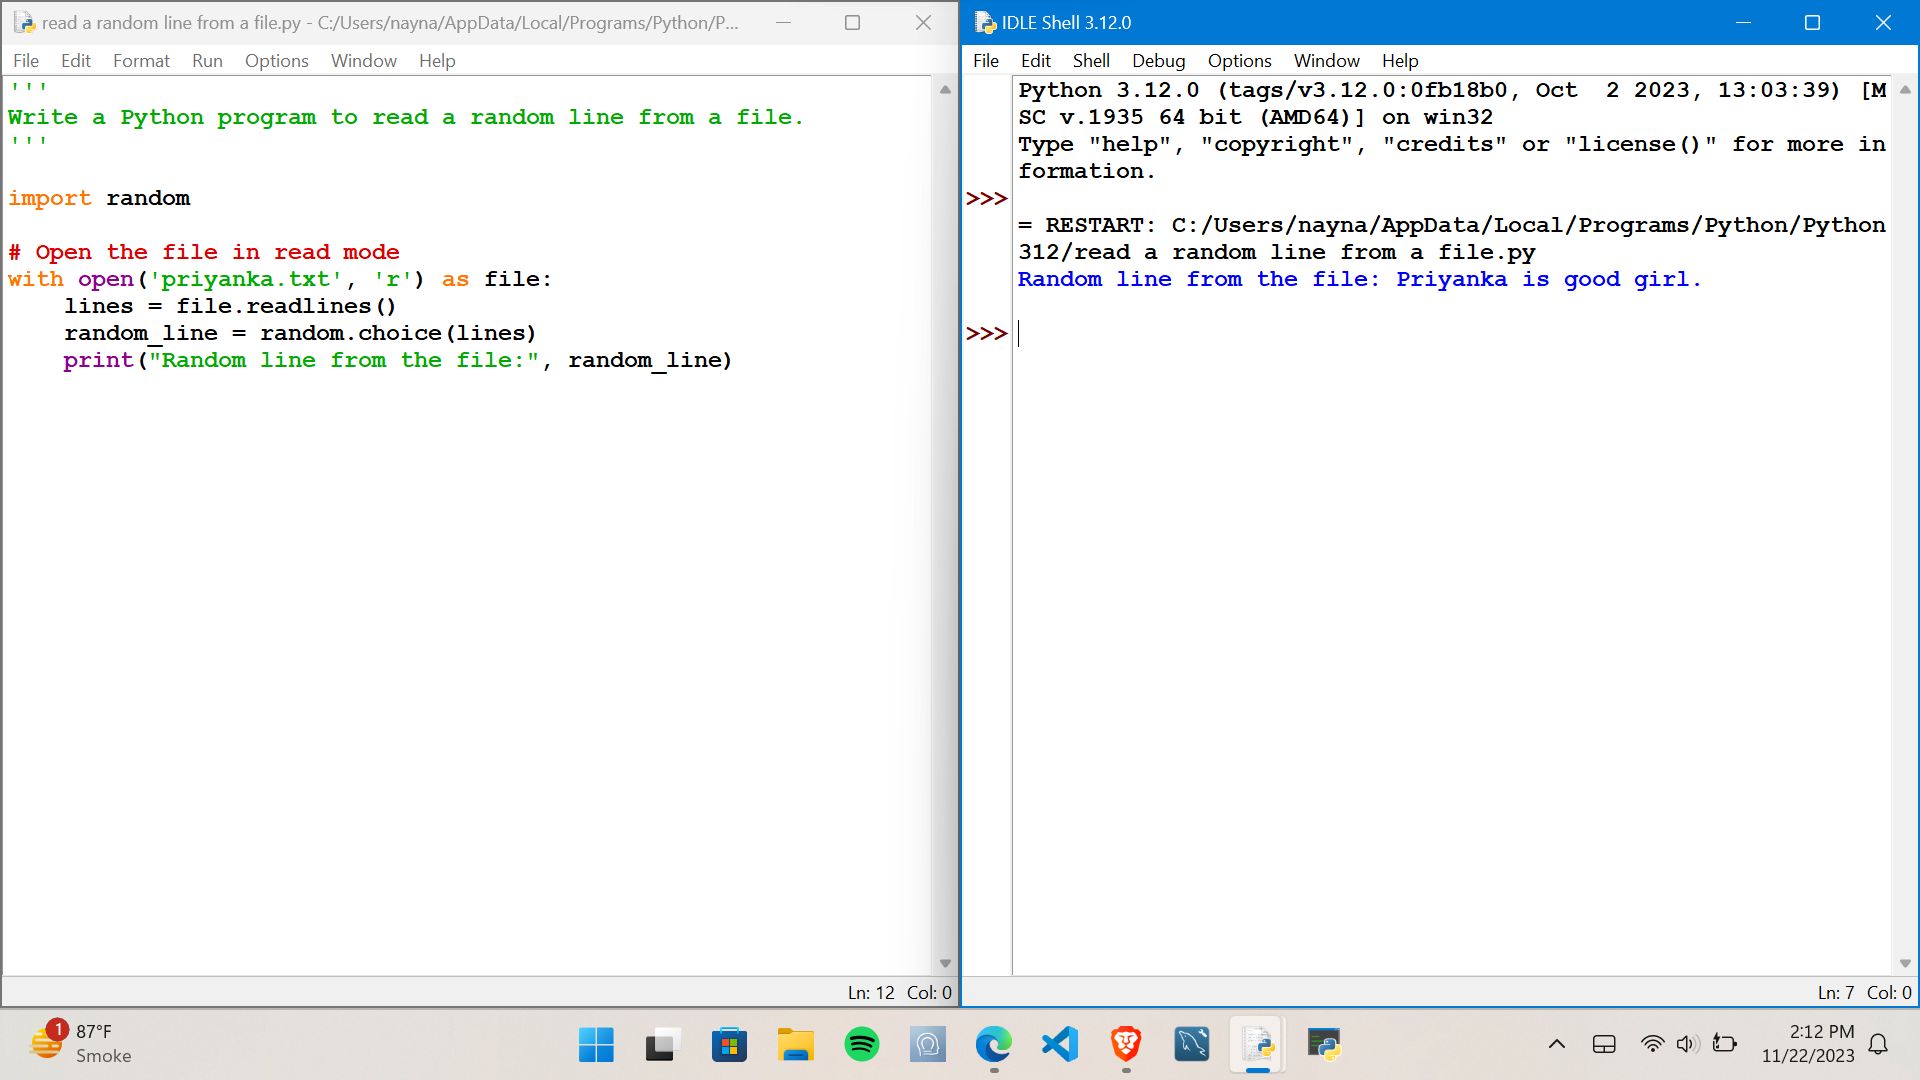 read a random line from a file.py - C:/Users/nayna/AppData/Local/Programs/Python/P...
File Edit Format Run Options Window Help
'''
Write a Python program to read a random line from a file.
'''
import random
# Open the file in read mode
with open('priyanka.txt', 'r') as file:
    lines = file.readlines()
    random_line = random.choice(lines)
    print("Random line from the file:", random_line)
Ln: 12 Col: 0
IDLE Shell 3.12.0
File Edit Shell Debug Options Window Help
Python 3.12.0 (tags/v3.12.0:0fb18b0, Oct  2 2023, 13:03:39) [M
SC v.1935 64 bit (AMD64)] on win32
Type "help", "copyright", "credits" or "license()" for more in
formation.
>>>
= RESTART: C:/Users/nayna/AppData/Local/Programs/Python/Python
312/read a random line from a file.py
Random line from the file: Priyanka is good girl.
>>>
Ln: 7 Col: 0
1
87°F
Smoke
2:12 PM
11/22/2023